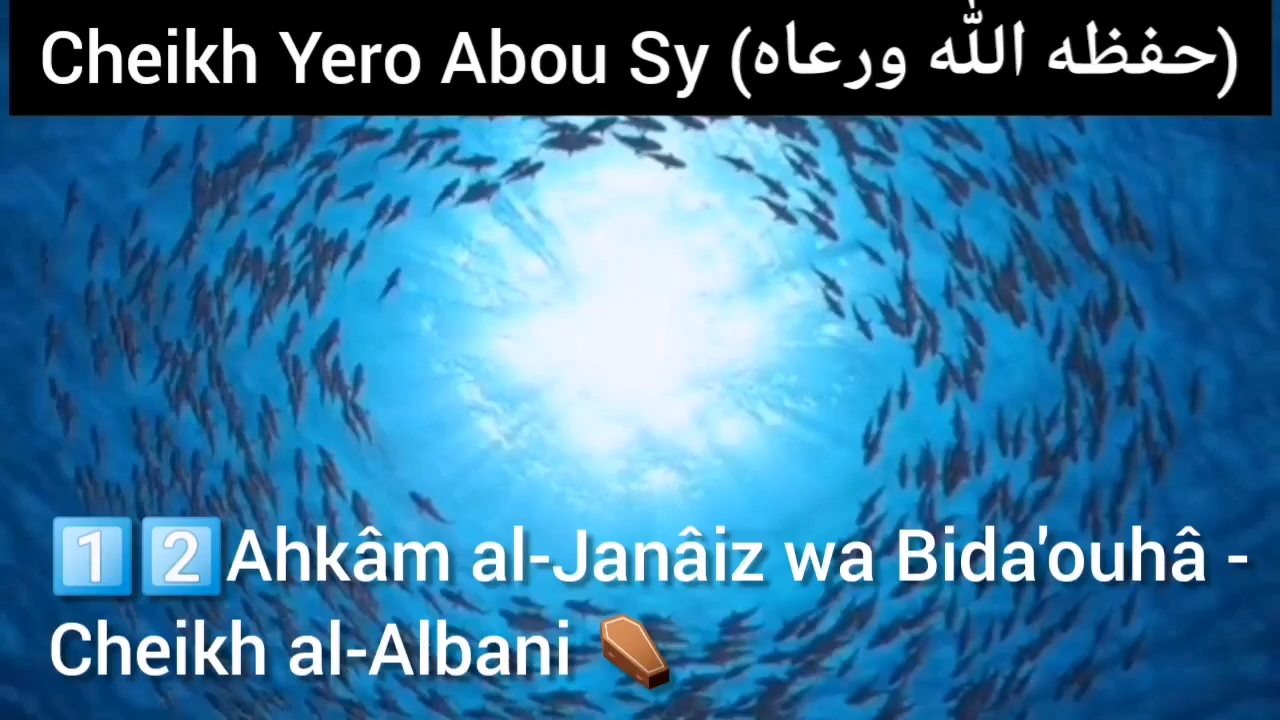 Cheikh Yero Abou Sy (حفظه الله ورعاه)
1️⃣2️⃣Ahkâm al-Janâiz wa Bida'ouhâ -
Cheikh al-Albani ⚰️